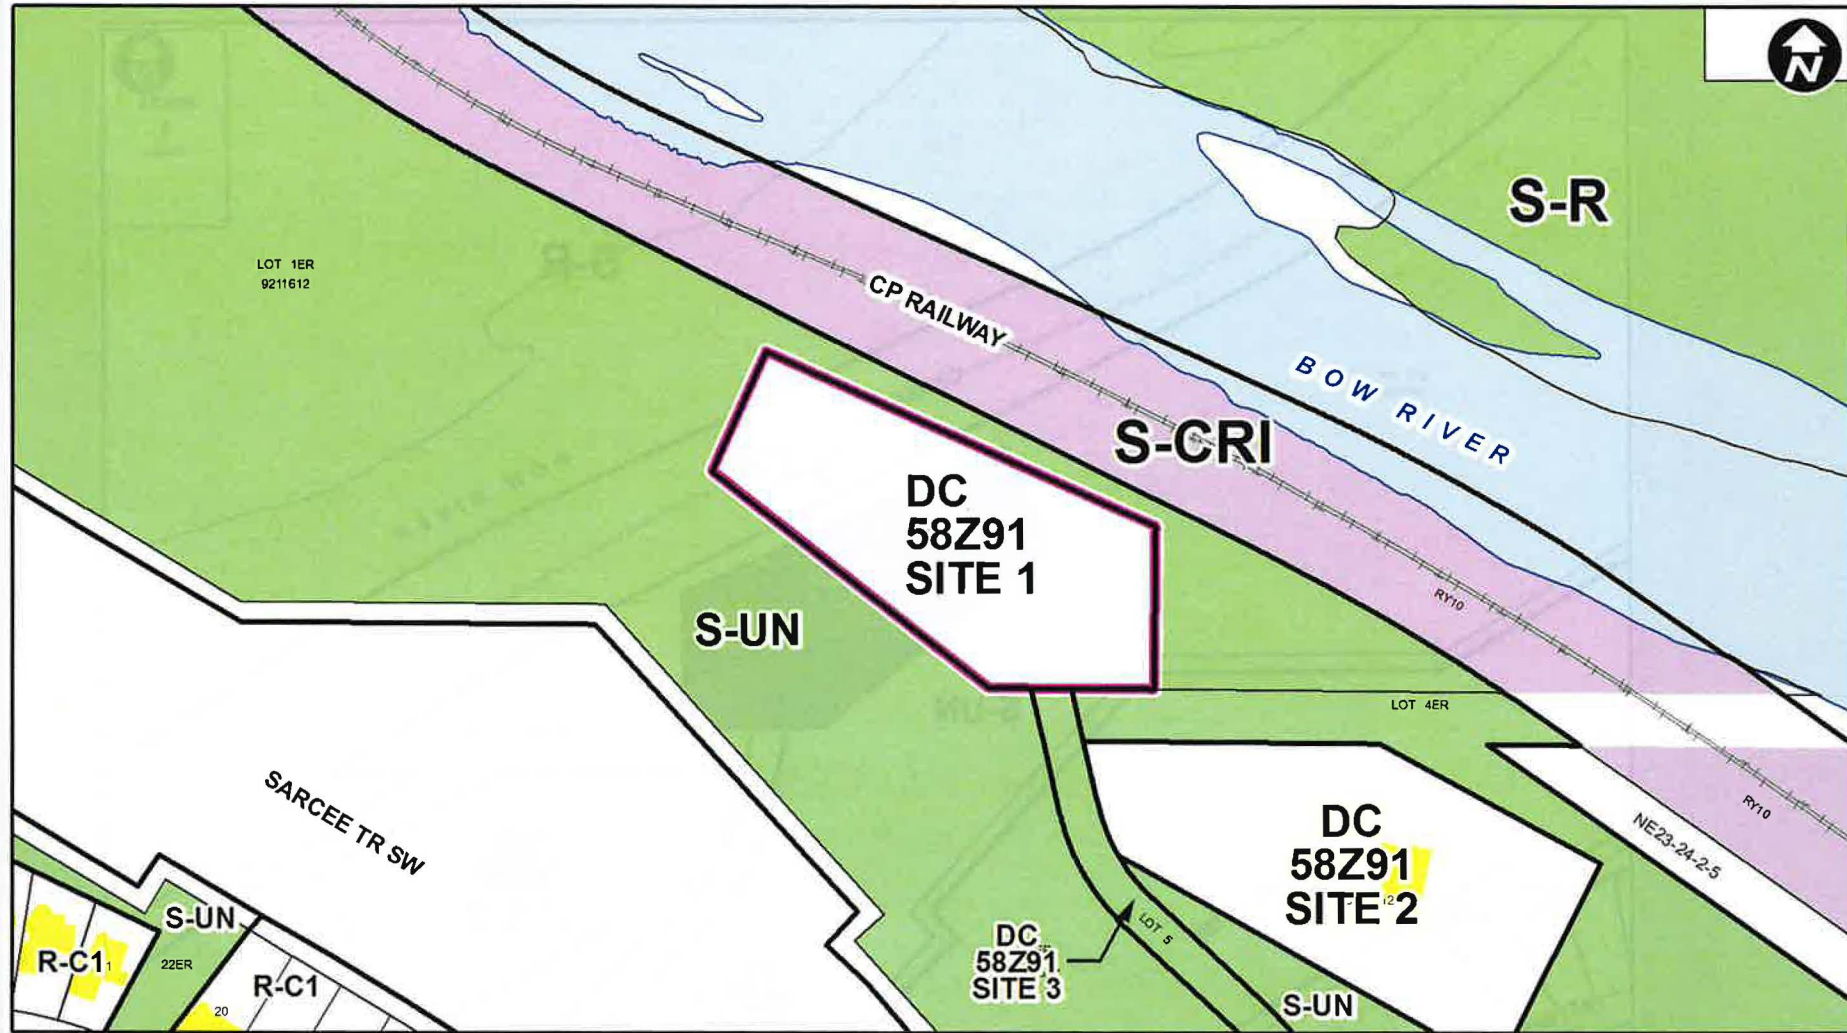 N
S-R
LOT 1ER
9211612
CP RAILWAY
BOW RIVER
S-CRI
DC
58Z91
SITE 1
RY10
S-UN
LOT 4ER
SARCEE TR SW
RY10
DC
58Z91
SITE 2
12
NE23-24-2-5
S-UN
R-C1
1
22ER
R-C1
20
DC
58Z91
SITE 3
LOT 5
S-UN